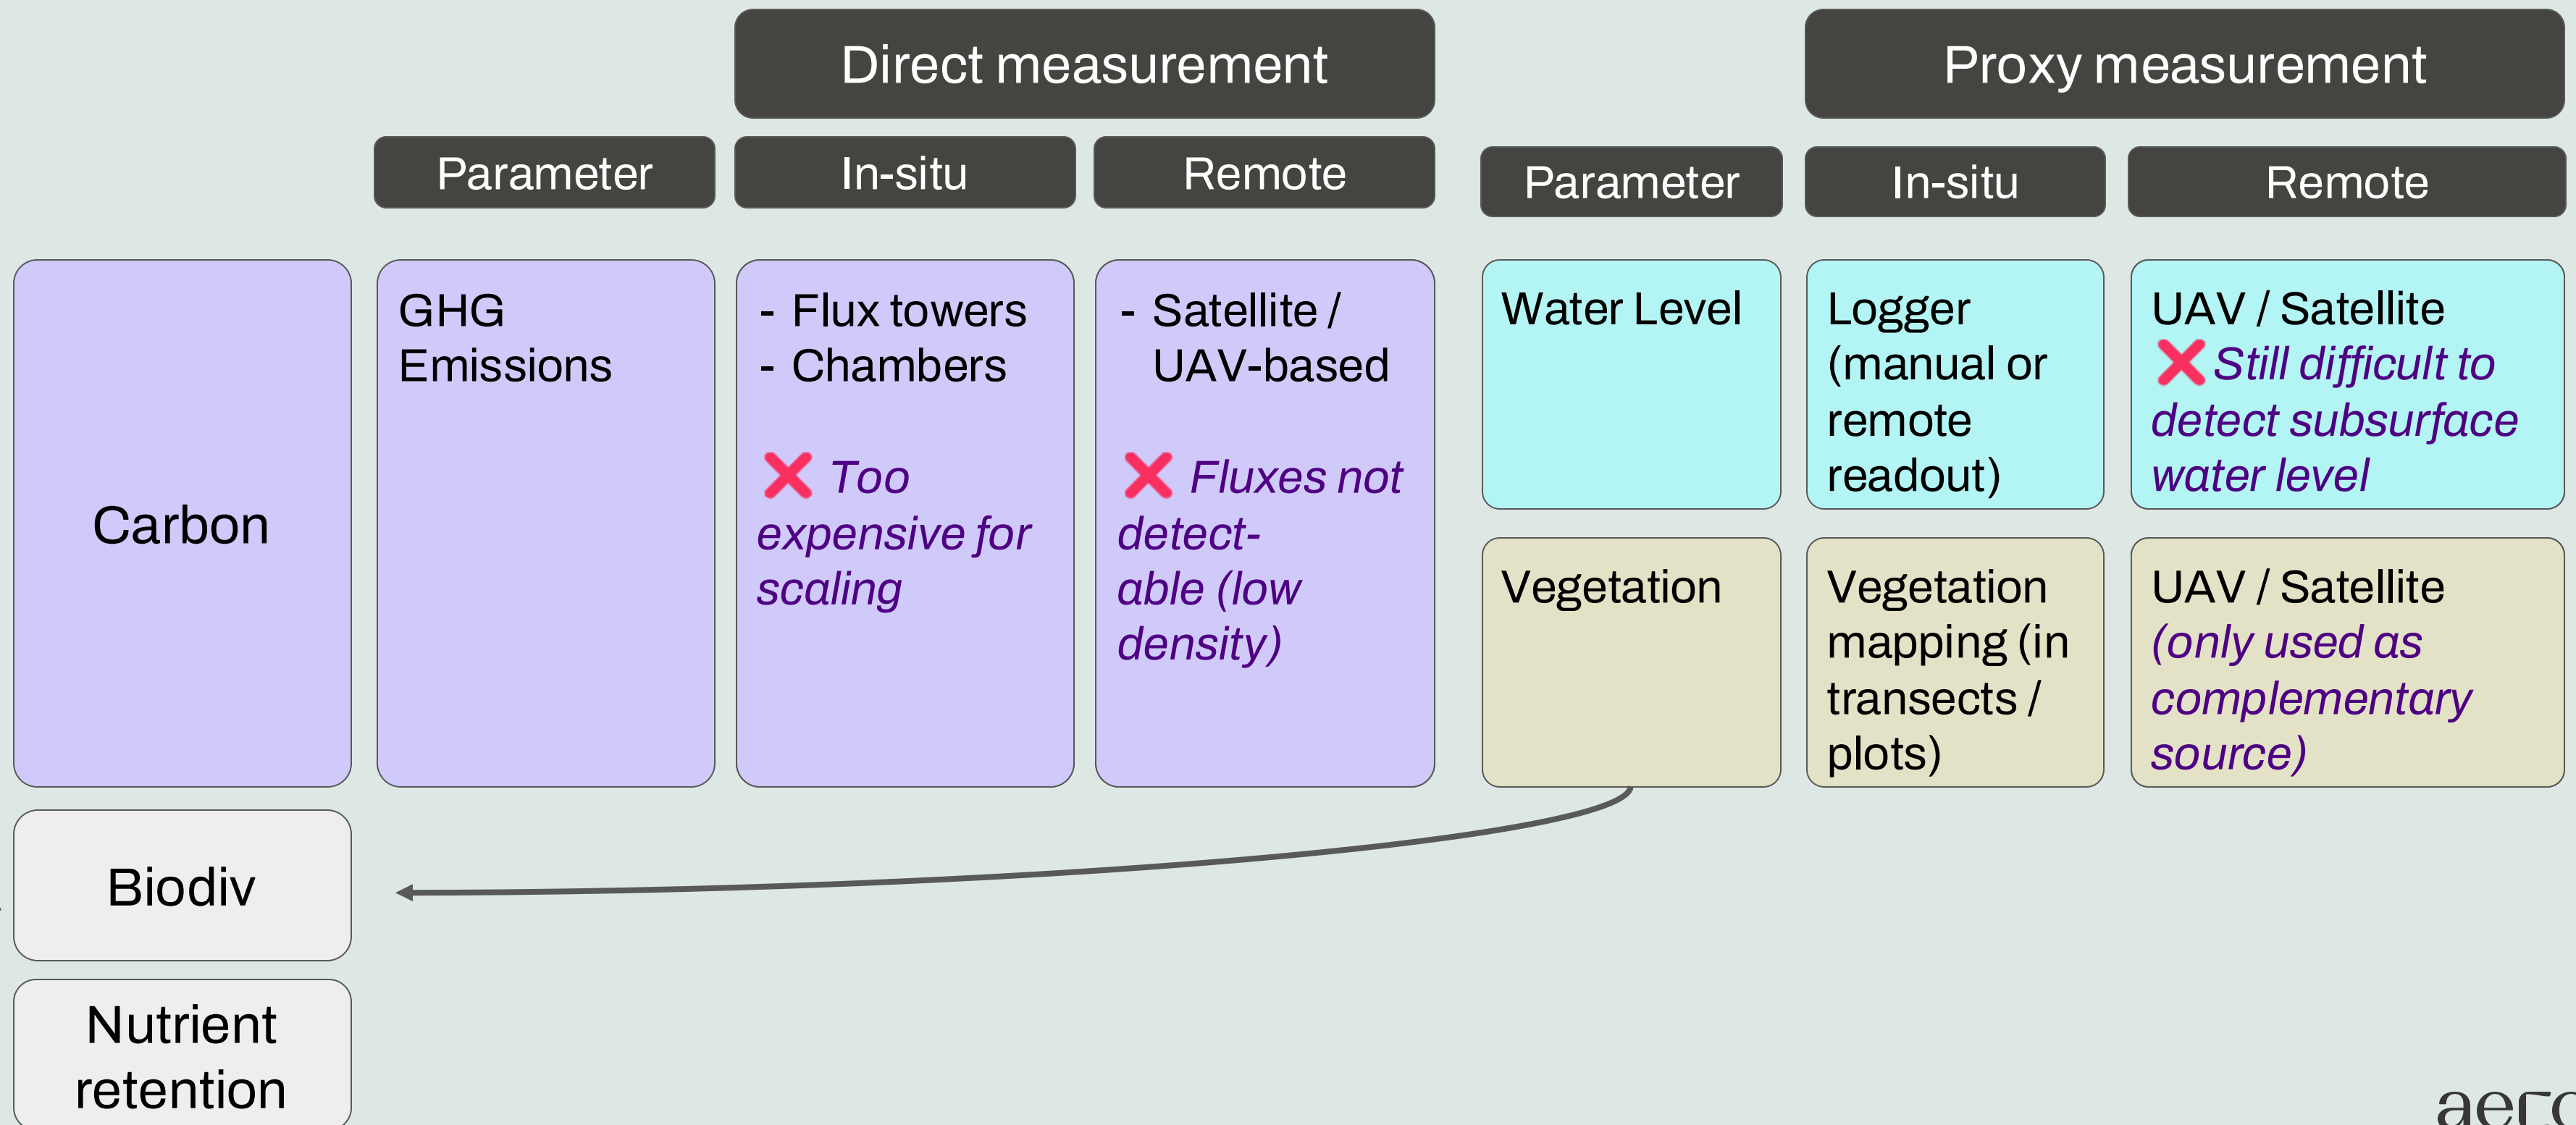 Direct measurement
Proxy measurement
Parameter
In-situ
Remote
Parameter
In-situ
Remote
Carbon
GHG
Emissions
- Flux towers
- Chambers
❌ Too
expensive for
scaling
- Satellite /
UAV-based
❌ Fluxes not
detect-
able (low
density)
Water Level
Logger
(manual or
remote
readout)
UAV / Satellite
❌ Still difficult to
detect subsurface
water level
Vegetation
Vegetation
mapping (in
transects /
plots)
UAV / Satellite
(only used as
complementary
source)
Biodiv
Nutrient
retention